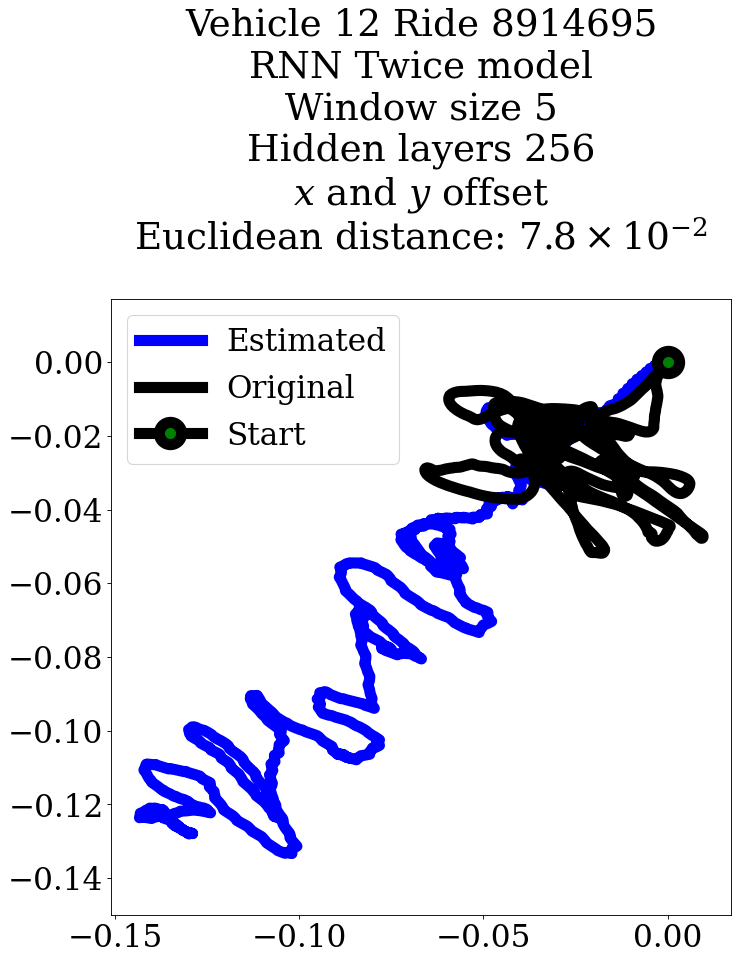 Vehicle 12 Ride 8914695
RNN Twice model
Window size 5
Hidden layers 256
x and y offset
Euclidean distance: 7.8 × 10⁻²
Estimated
Original
Start
0.00
−0.02
−0.04
−0.06
−0.08
−0.10
−0.12
−0.14
−0.15 −0.10 −0.05 0.00